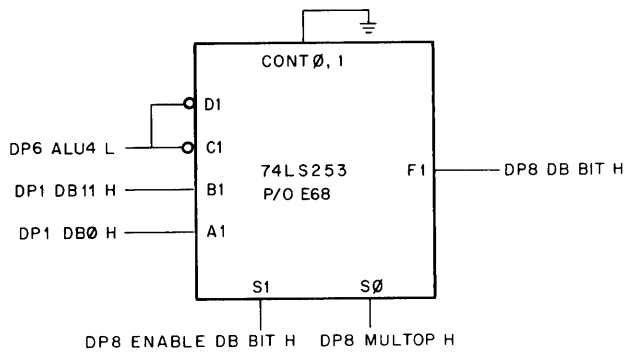 CONTØ, 1
D1
DP6 ALU4 L
C1
74LS253
F1
DP8 DB BIT H
DP1 DB11 H
B1
P/O E68
DP1 DBØ H
A1
S1
SØ
DP8 ENABLE DB BIT H
DP8 MULTOP H